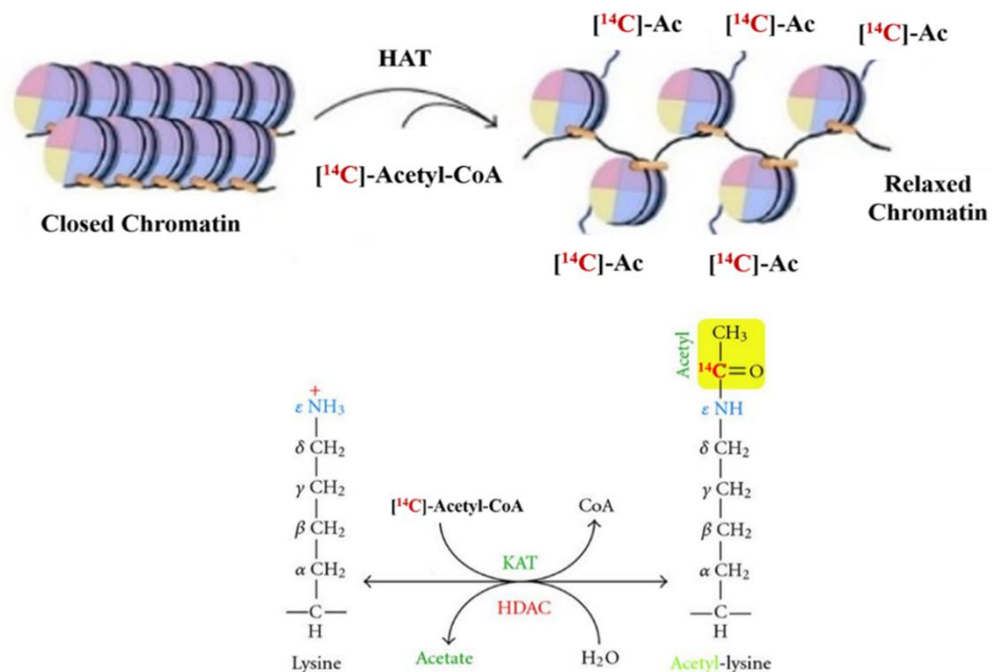 [¹⁴C]-Ac
[¹⁴C]-Ac
[¹⁴C]-Ac
HAT
[¹⁴C]-Acetyl-CoA
Closed Chromatin
Relaxed
Chromatin
[¹⁴C]-Ac
[¹⁴C]-Ac
Acetyl
CH₃
¹⁴C=O
+
ε NH₃
δ CH₂
γ CH₂
β CH₂
α CH₂
—C—
H
Lysine
[¹⁴C]-Acetyl-CoA
CoA
KAT
HDAC
Acetate
H₂O
ε NH
δ CH₂
γ CH₂
β CH₂
α CH₂
—C—
H
Acetyl-lysine